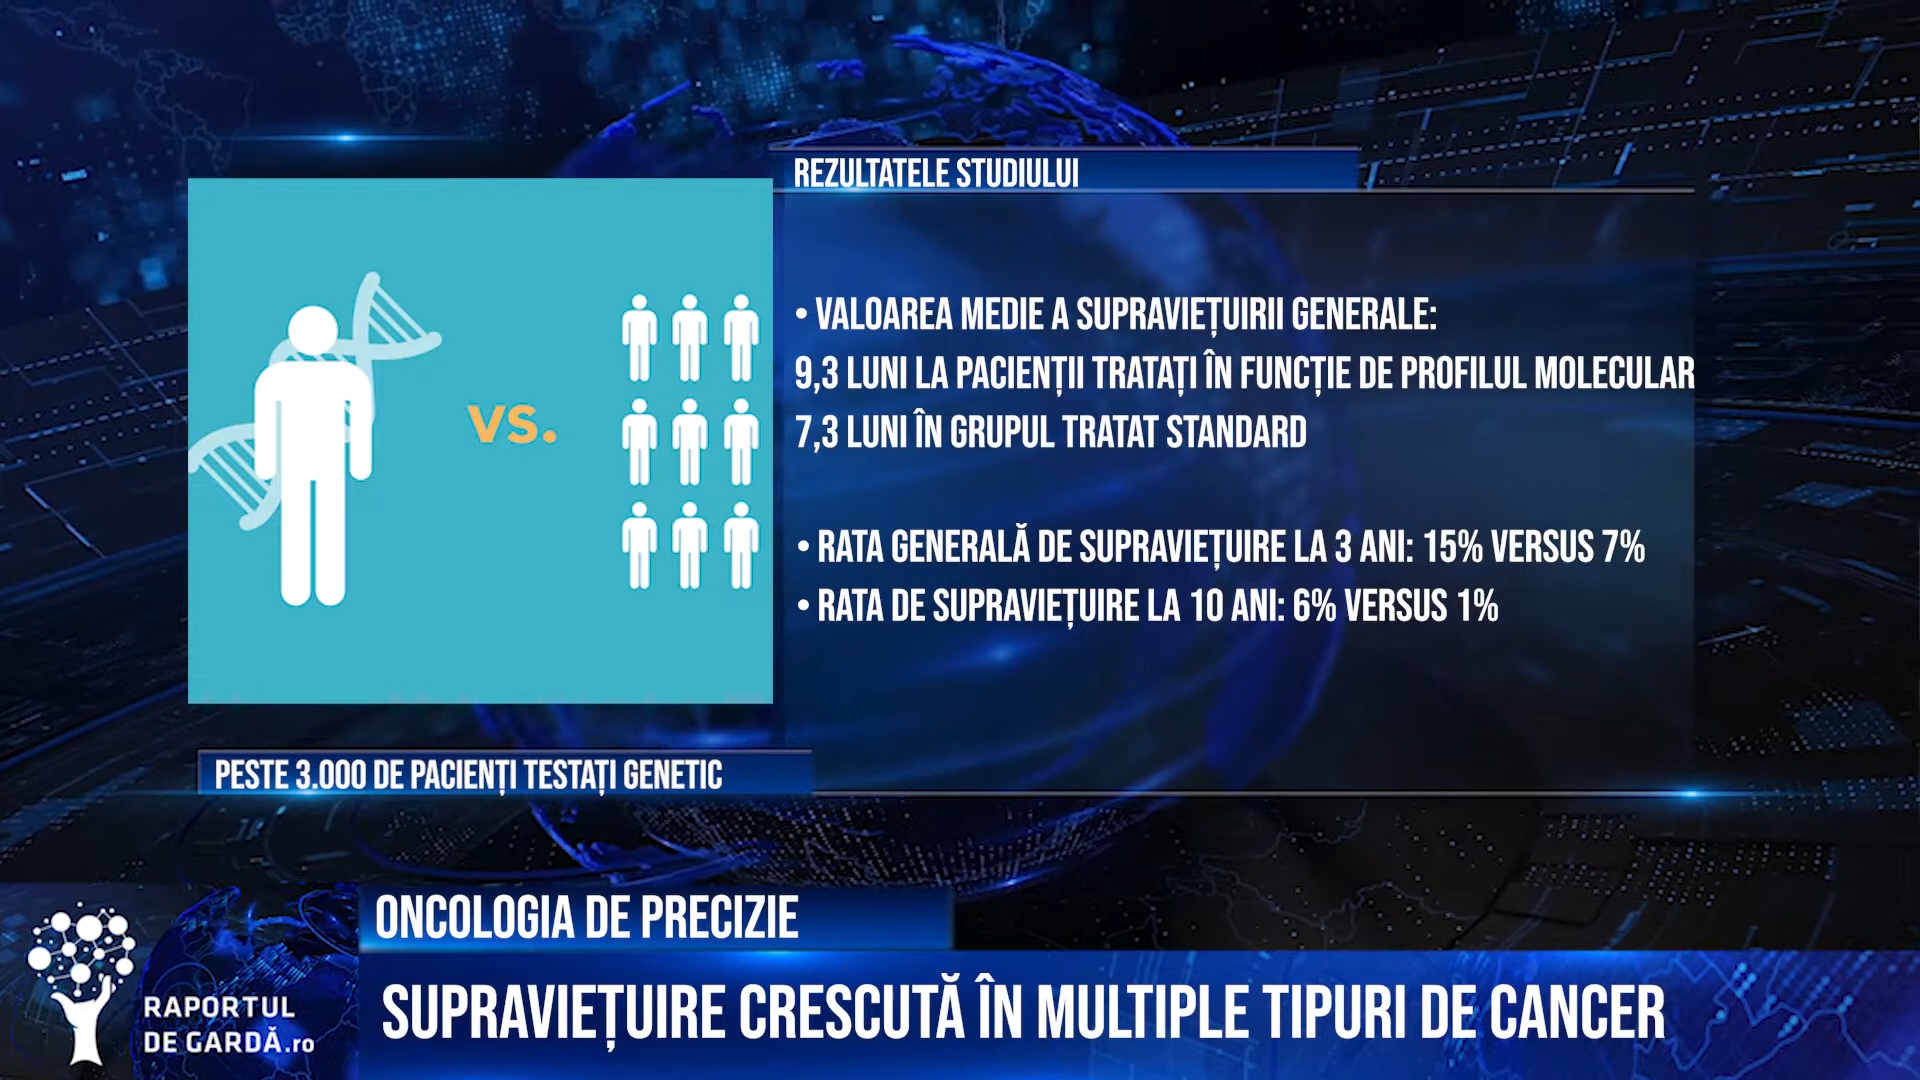 REZULTATELE STUDIULUI
VS.
• VALOAREA MEDIE A SUPRAVIEȚUIRII GENERALE:
9,3 LUNI LA PACIENȚII TRATAȚI ÎN FUNCȚIE DE PROFILUL MOLECULAR
7,3 LUNI ÎN GRUPUL TRATAT STANDARD
• RATA GENERALĂ DE SUPRAVIEȚUIRE LA 3 ANI: 15% VERSUS 7%
• RATA DE SUPRAVIEȚUIRE LA 10 ANI: 6% VERSUS 1%
PESTE 3.000 DE PACIENȚI TESTAȚI GENETIC
ONCOLOGIA DE PRECIZIE
SUPRAVIEȚUIRE CRESCUTĂ ÎN MULTIPLE TIPURI DE CANCER
RAPORTUL
DE GARDĂ.ro